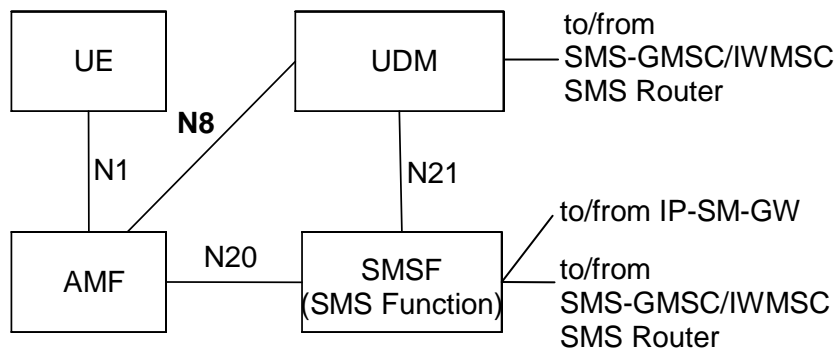 UE
UDM
to/from
SMS-GMSC/IWMSC
SMS Router
N8
N1
N21
AMF
N20
SMSF
(SMS Function)
to/from IP-SM-GW
to/from
SMS-GMSC/IWMSC
SMS Router